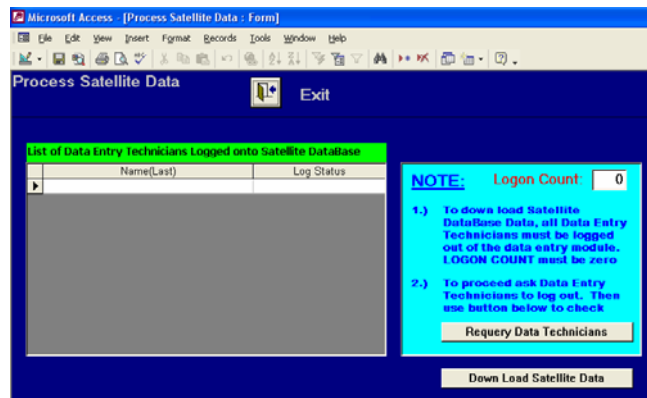 Microsoft Access - [Process Satellite Data : Form]
File Edit View Insert Format Records Tools Window Help
Process Satellite Data
Exit
List of Data Entry Technicians Logged onto Satellite DataBase
Name(Last) Log Status
NOTE: Logon Count: 0
1.) To down load Satellite
DataBase Data, all Data Entry
Technicians must be logged
out of the data entry module.
LOGON COUNT must be zero
2.) To proceed ask Data Entry
Technicians to log out. Then
use button below to check
Requery Data Technicians
Down Load Satellite Data